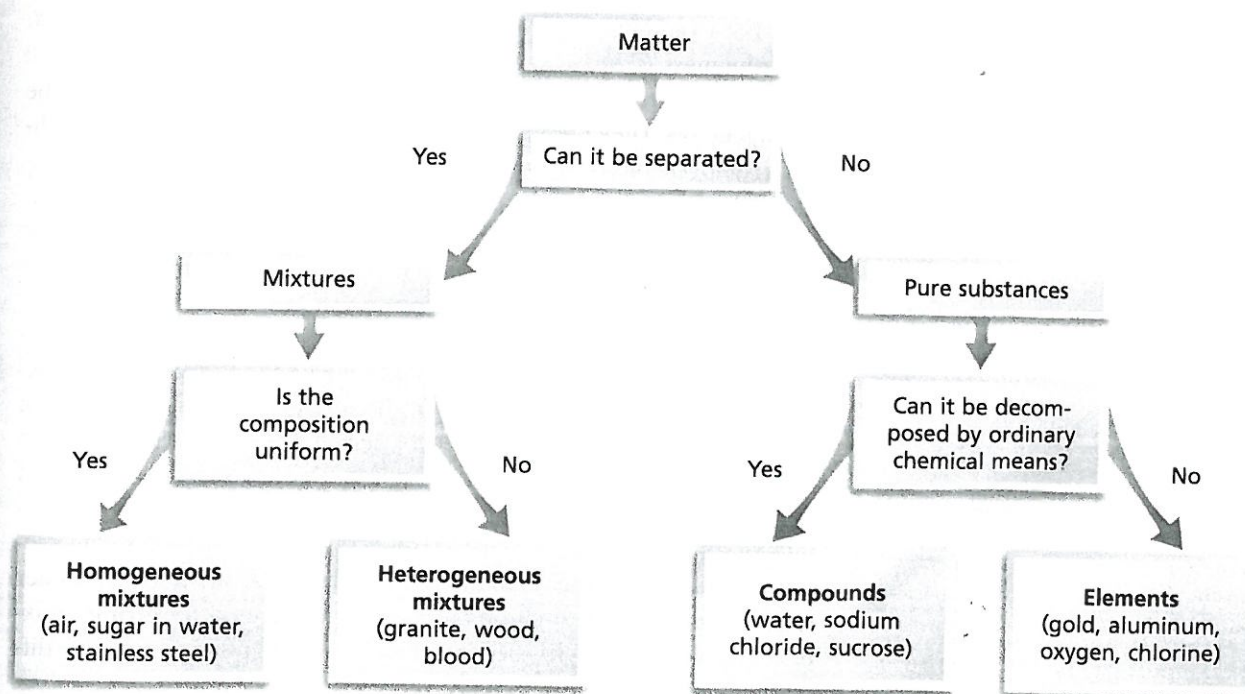 Matter
Can it be separated?
Yes
No
Mixtures
Pure substances
Is the
composition
uniform?
Can it be decom-
posed by ordinary
chemical means?
Yes
No
Yes
No
Homogeneous
mixtures
(air, sugar in water,
stainless steel)
Heterogeneous
mixtures
(granite, wood,
blood)
Compounds
(water, sodium
chloride, sucrose)
Elements
(gold, aluminum,
oxygen, chlorine)